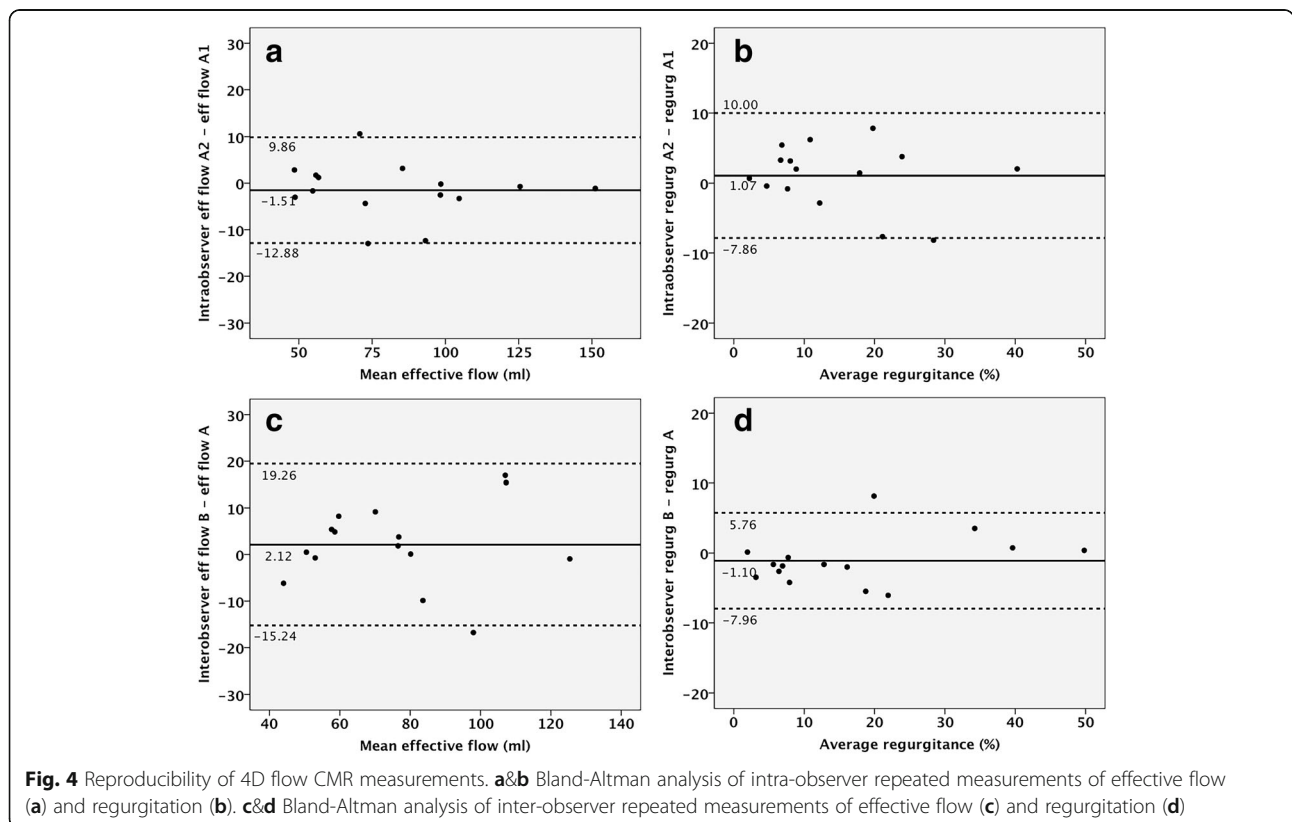 a
Intraobserver eff flow A2 – eff flow A1
30
20
10
0
−10
−20
−30
9.86
−1.51
−12.88
50 75 100 125 150
Mean effective flow (ml)
b
Intraobserver regurg A2 – regurg A1
20
10
0
−10
−20
10.00
1.07
−7.86
0 10 20 30 40 50
Average regurgitance (%)
c
Interobserver eff flow B – eff flow A
30
20
10
0
−10
−20
−30
19.26
2.12
−15.24
40 60 80 100 120 140
Mean effective flow (ml)
d
Interobserver regurg B – regurg A
20
10
0
−10
−20
5.76
−1.10
−7.96
0 10 20 30 40 50
Average regurgitance (%)
Fig. 4 Reproducibility of 4D flow CMR measurements. a&b Bland-Altman analysis of intra-observer repeated measurements of effective flow
(a) and regurgitation (b). c&d Bland-Altman analysis of inter-observer repeated measurements of effective flow (c) and regurgitation (d)